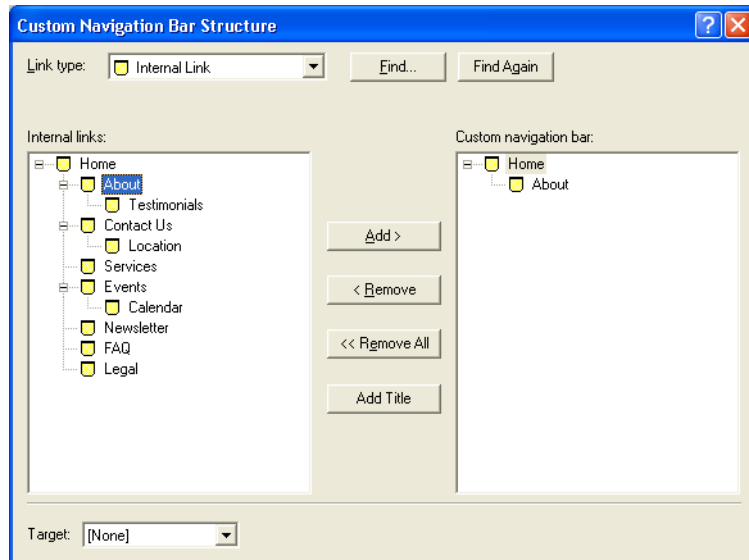 Custom Navigation Bar Structure
Link type: Internal Link Find... Find Again
Internal links:
Home
About
Testimonials
Contact Us
Location
Services
Events
Calendar
Newsletter
FAQ
Legal
Add >
< Remove
<< Remove All
Add Title
Custom navigation bar:
Home
About
Target: [None]